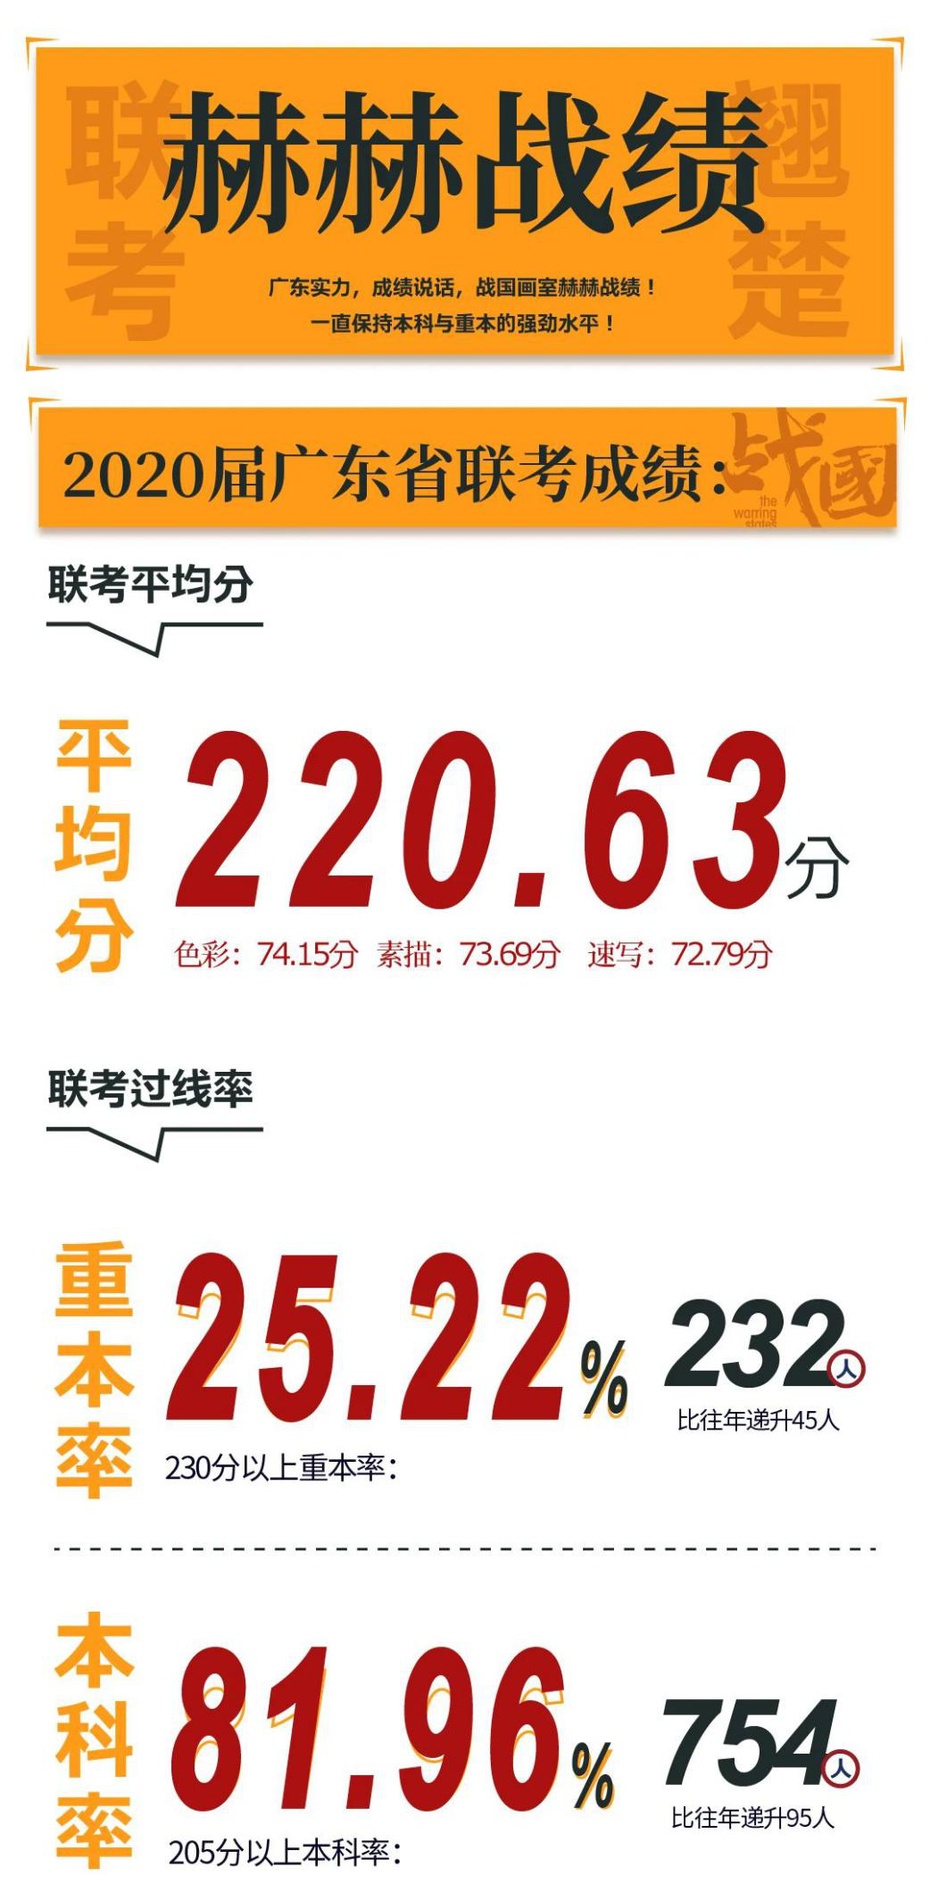 联考
翘楚
赫赫战绩
广东实力，成绩说话，战国画室赫赫战绩！
一直保持本科与重本的强劲水平！
2020届广东省联考成绩：
战國
the
warring
states
联考平均分
平均分
220.63分
色彩：74.15分 素描：73.69分 速写：72.79分
联考过线率
重本率
25.22%
232人
比往年递升45人
230分以上重本率：
本科率
81.96%
754人
比往年递升95人
205分以上本科率：